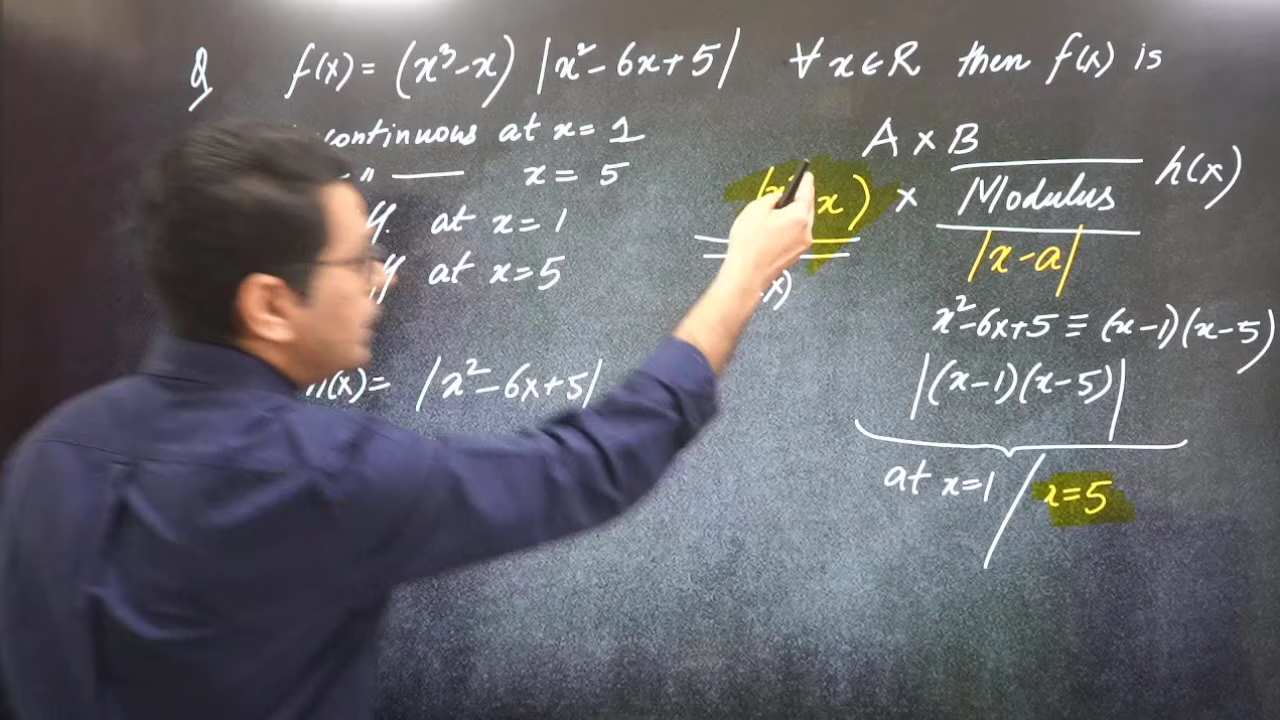 Q f(x) = (x³-x) |x²-6x+5| ∀ x∈R then f(x) is
continuous at x = 1
" — x = 5
at x = 1
at x=5
A × B
x) × Modulus h(x)
|x-a|
x²-6x+5 ≡ (x-1)(x-5)
(x)= |x²-6x+5|
|(x-1)(x-5)|
at x=1 / x=5